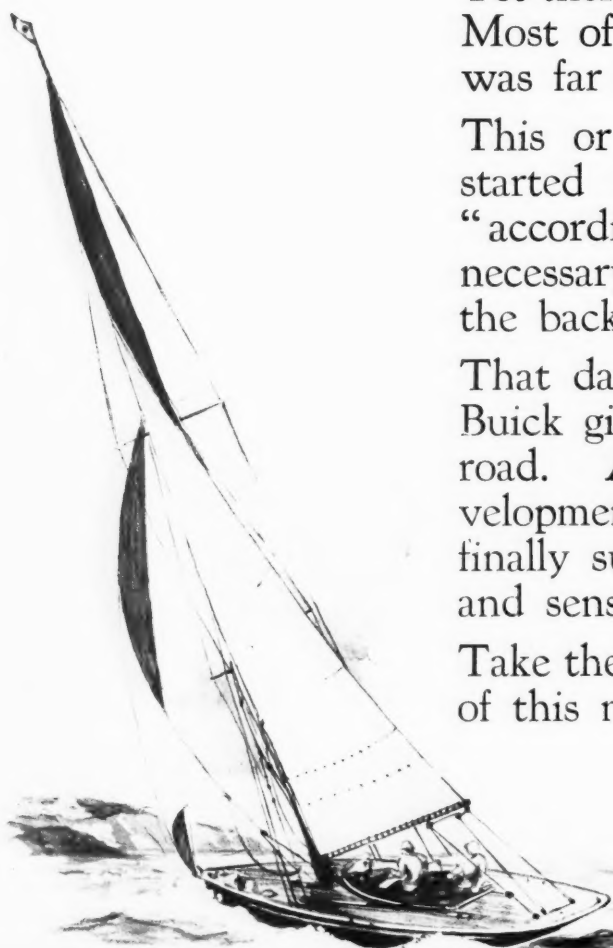 Most of
was far
This or
started
"accordi
necessar
the back
That da
Buick gi
road. A
velopmen
finally su
and sens
Take the
of this r